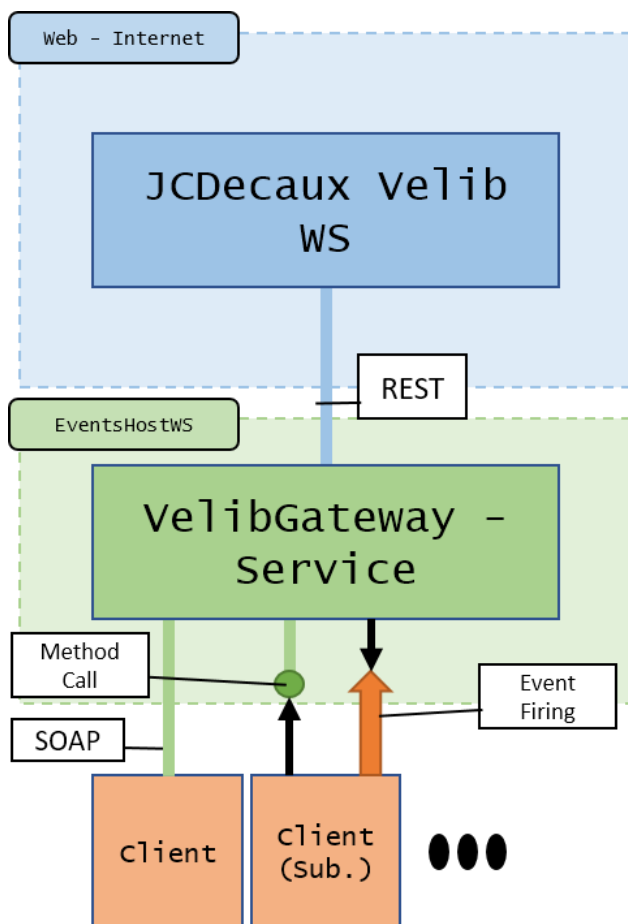 Web - Internet
JCDecaux Velib
WS
REST
EventsHostWS
VelibGateway -
Service
Method
Call
Event
Firing
SOAP
Client
Client
(Sub.)